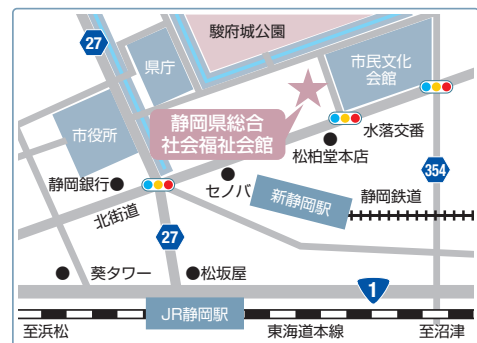 駿府城公園
27
県庁
市民文化
会館
市役所
静岡県総合
社会福祉会館
水落交番
松柏堂本店
静岡銀行
セノバ
354
新静岡駅
静岡鉄道
北街道
27
葵タワー
松坂屋
1
JR静岡駅
至浜松
東海道本線
至沼津